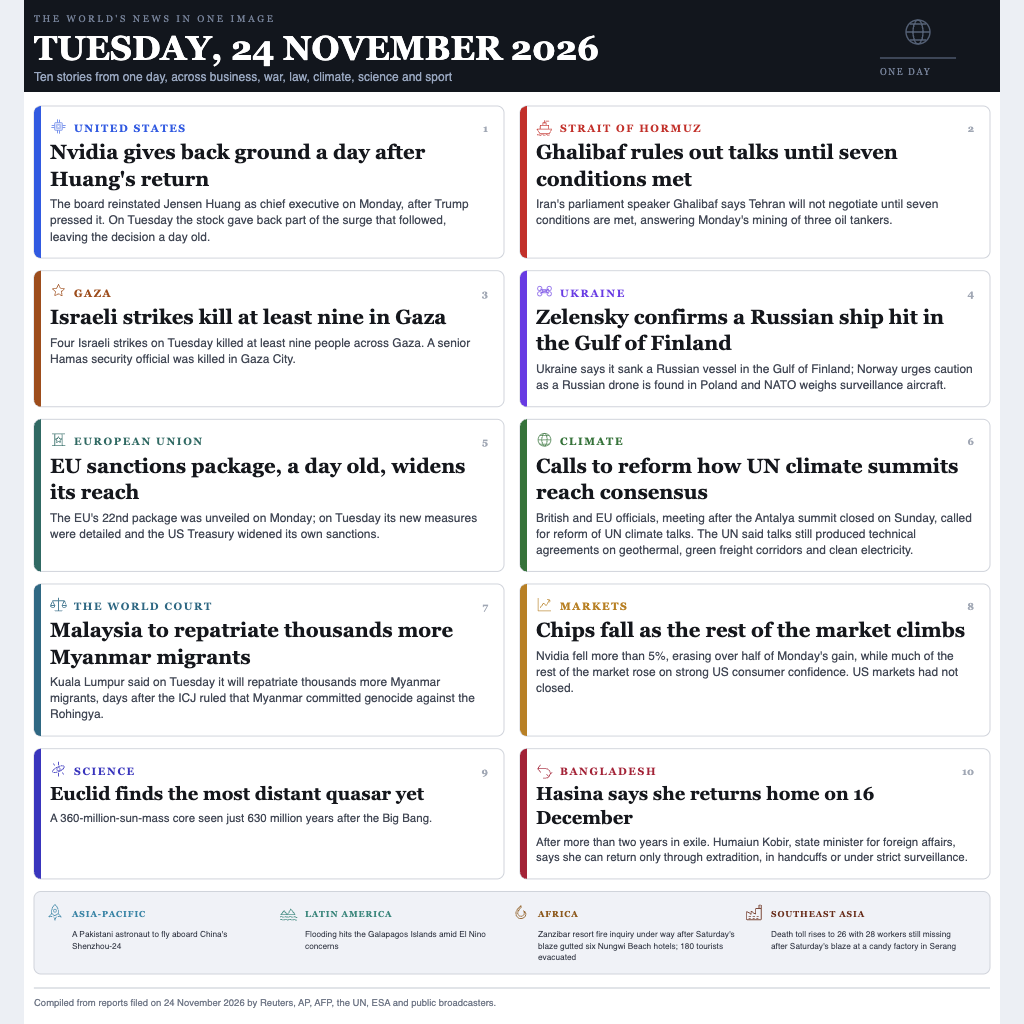 THE WORLD'S NEWS IN ONE IMAGE
TUESDAY, 24 NOVEMBER 2026
Ten stories from one day, across business, war, law, climate, science and sport
ONE DAY
UNITED STATES
1
Nvidia gives back ground a day after
Huang's return
The board reinstated Jensen Huang as chief executive on Monday, after Trump
pressed it. On Tuesday the stock gave back part of the surge that followed,
leaving the decision a day old.
STRAIT OF HORMUZ
2
Ghalibaf rules out talks until seven
conditions met
Iran's parliament speaker Ghalibaf says Tehran will not negotiate until seven
conditions are met, answering Monday's mining of three oil tankers.
GAZA
3
Israeli strikes kill at least nine in Gaza
Four Israeli strikes on Tuesday killed at least nine people across Gaza. A senior
Hamas security official was killed in Gaza City.
UKRAINE
4
Zelensky confirms a Russian ship hit in
the Gulf of Finland
Ukraine says it sank a Russian vessel in the Gulf of Finland; Norway urges caution
as a Russian drone is found in Poland and NATO weighs surveillance aircraft.
EUROPEAN UNION
5
EU sanctions package, a day old, widens
its reach
The EU's 22nd package was unveiled on Monday; on Tuesday its new measures
were detailed and the US Treasury widened its own sanctions.
CLIMATE
6
Calls to reform how UN climate summits
reach consensus
British and EU officials, meeting after the Antalya summit closed on Sunday, called
for reform of UN climate talks. The UN said talks still produced technical
agreements on geothermal, green freight corridors and clean electricity.
THE WORLD COURT
7
Malaysia to repatriate thousands more
Myanmar migrants
Kuala Lumpur said on Tuesday it will repatriate thousands more Myanmar
migrants, days after the ICJ ruled that Myanmar committed genocide against the
Rohingya.
MARKETS
8
Chips fall as the rest of the market climbs
Nvidia fell more than 5%, erasing over half of Monday's gain, while much of the
rest of the market rose on strong US consumer confidence. US markets had not
closed.
SCIENCE
9
Euclid finds the most distant quasar yet
A 360-million-sun-mass core seen just 630 million years after the Big Bang.
BANGLADESH
10
Hasina says she returns home on 16
December
After more than two years in exile. Humaiun Kobir, state minister for foreign affairs,
says she can return only through extradition, in handcuffs or under strict surveillance.
ASIA-PACIFIC
A Pakistani astronaut to fly aboard China's
Shenzhou-24
LATIN AMERICA
Flooding hits the Galapagos Islands amid El Nino
concerns
AFRICA
Zanzibar resort fire inquiry under way after Saturday's
blaze gutted six Nungwi Beach hotels; 180 tourists
evacuated
SOUTHEAST ASIA
Death toll rises to 26 with 28 workers still missing
after Saturday's blaze at a candy factory in Serang
Compiled from reports filed on 24 November 2026 by Reuters, AP, AFP, the UN, ESA and public broadcasters.